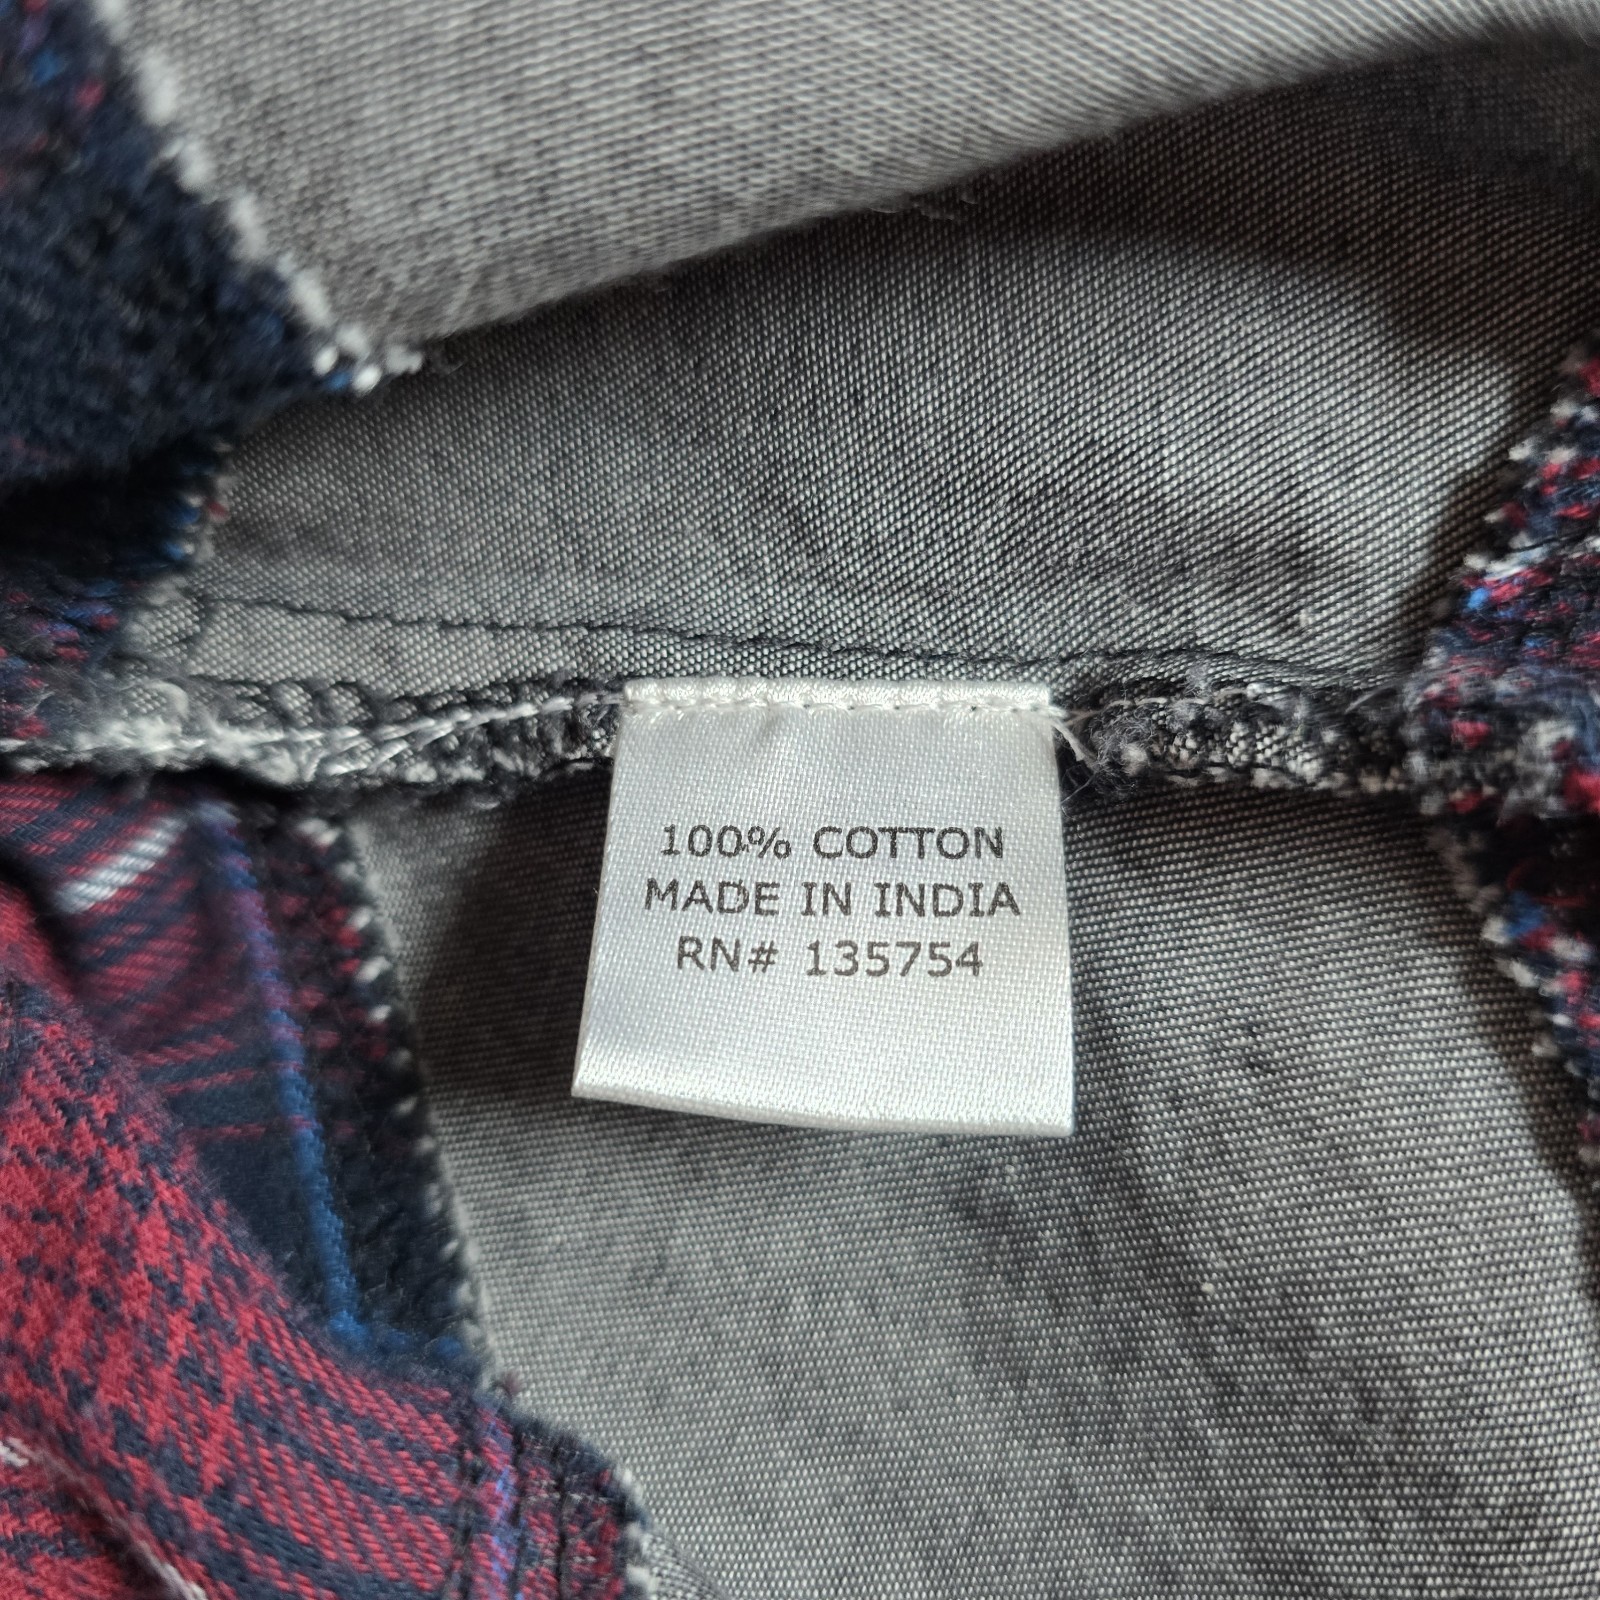 100% COTTON
MADE IN INDIA
RN# 135754